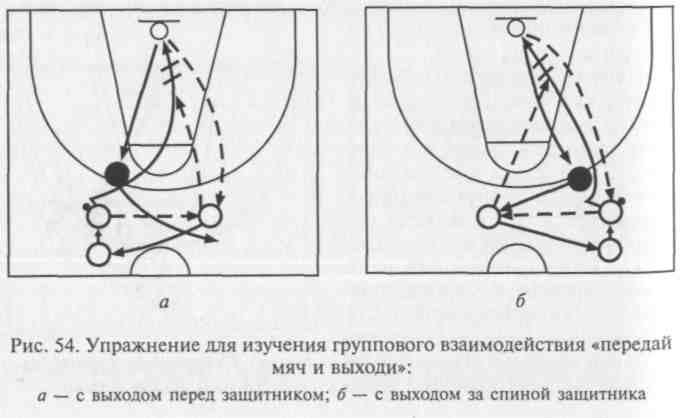 а
б
Рис. 54. Упражнение для изучения группового взаимодействия «передай
мяч и выходи»:
а — с выходом перед защитником; б — с выходом за спиной защитника